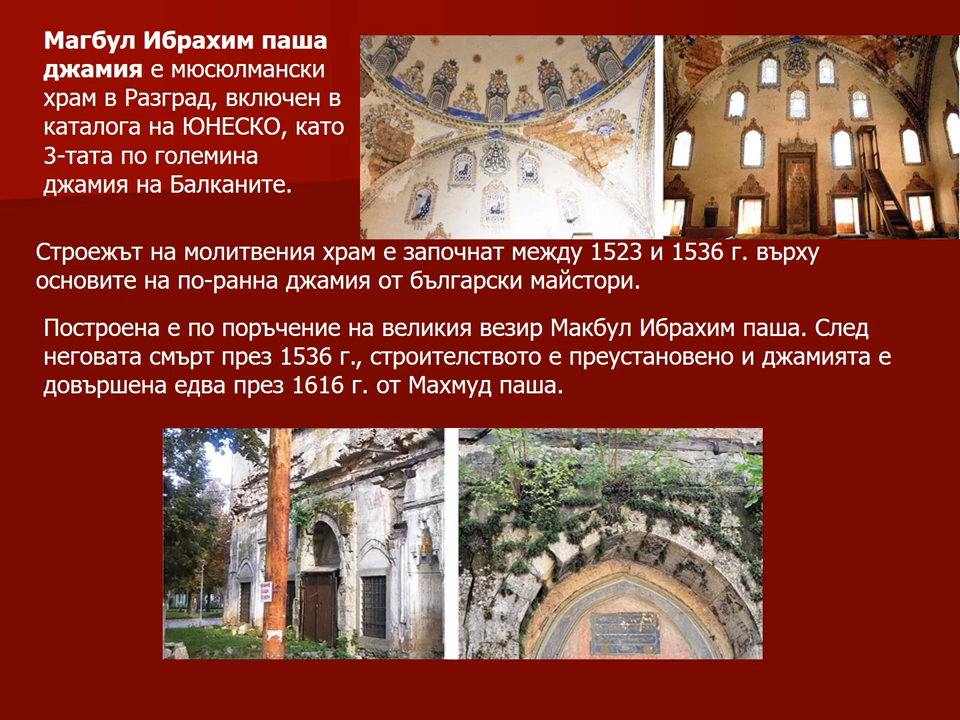 Магбул Ибрахим паша
джамия е мюсюлмански
храм в Разград, включен в
каталога на ЮНЕСКО, като
3-тата по големина
джамия на Балканите.
Строежът на молитвения храм е започнат между 1523 и 1536 г. върху
основите на по-ранна джамия от български майстори.
Построена е по поръчение на великия везир Макбул Ибрахим паша. След
неговата смърт през 1536 г., строителството е преустановено и джамията е
довършена едва през 1616 г. от Махмуд паша.